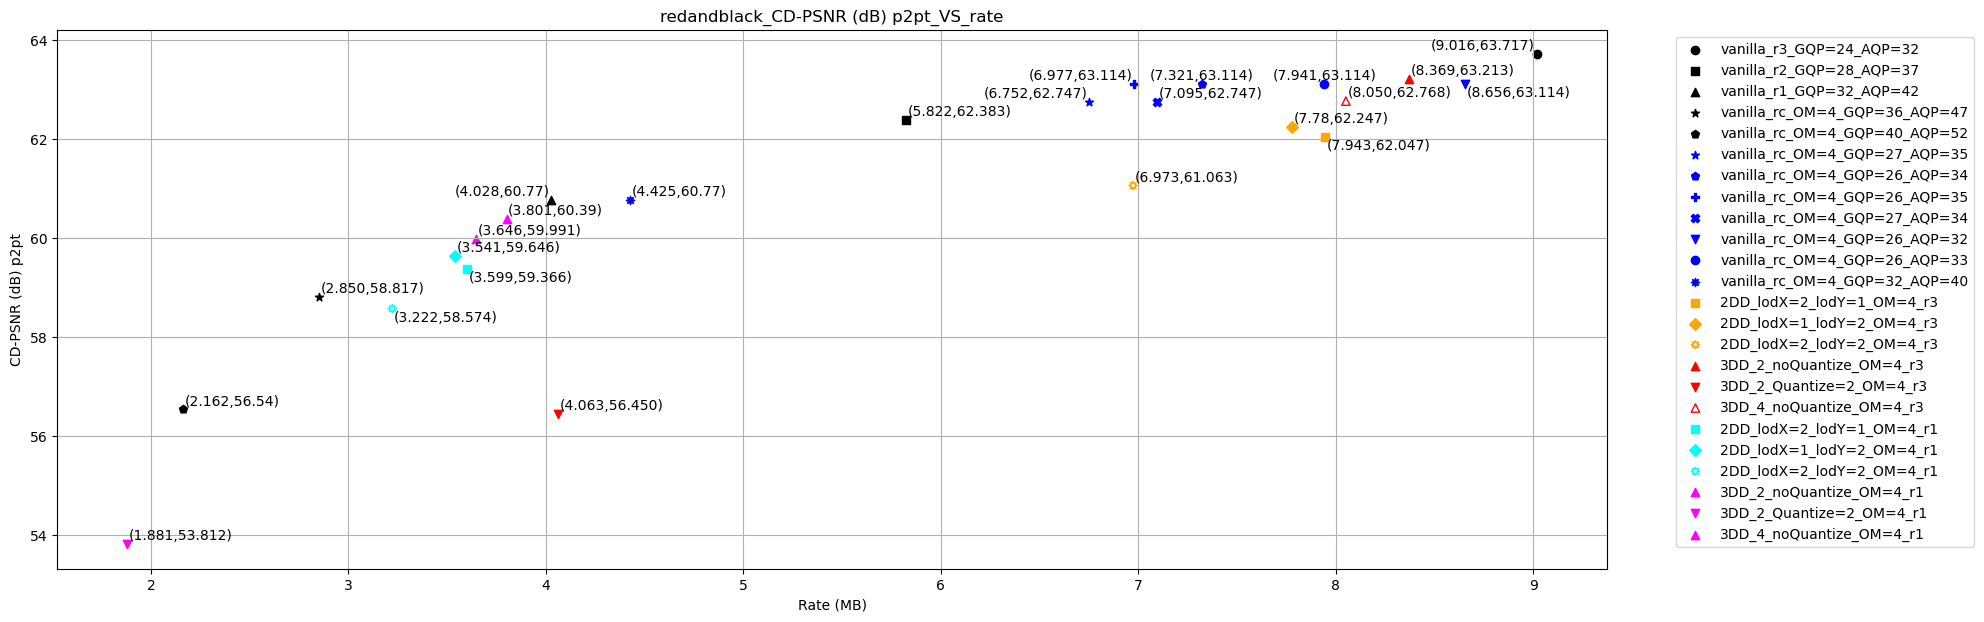 redandblack_CD-PSNR (dB) p2pt_VS_rate
CD-PSNR (dB) p2pt
64
62
60
58
56
54
(9.016,63.717)
(8.369,63.213)
(6.977,63.114)
(7.321,63.114)
(7.941,63.114)
(8.656,63.114)
(6.752,62.747)
(7.095,62.747)
(8.050,62.768)
(5.822,62.383)
(7.78,62.247)
(7.943,62.047)
(6.973,61.063)
(4.028,60.77)
(4.425,60.77)
(3.801,60.39)
(3.646,59.991)
(3.541,59.646)
(3.599,59.366)
(2.850,58.817)
(3.222,58.574)
(2.162,56.54)
(4.063,56.450)
(1.881,53.812)
2
3
4
5
6
7
8
9
Rate (MB)
vanilla_r3_GQP=24_AQP=32
vanilla_r2_GQP=28_AQP=37
vanilla_r1_GQP=32_AQP=42
vanilla_rc_OM=4_GQP=36_AQP=47
vanilla_rc_OM=4_GQP=40_AQP=52
vanilla_rc_OM=4_GQP=27_AQP=35
vanilla_rc_OM=4_GQP=26_AQP=34
vanilla_rc_OM=4_GQP=26_AQP=35
vanilla_rc_OM=4_GQP=27_AQP=34
vanilla_rc_OM=4_GQP=26_AQP=32
vanilla_rc_OM=4_GQP=26_AQP=33
vanilla_rc_OM=4_GQP=32_AQP=40
2DD_lodX=2_lodY=1_OM=4_r3
2DD_lodX=1_lodY=2_OM=4_r3
2DD_lodX=2_lodY=2_OM=4_r3
3DD_2_noQuantize_OM=4_r3
3DD_2_Quantize=2_OM=4_r3
3DD_4_noQuantize_OM=4_r3
2DD_lodX=2_lodY=1_OM=4_r1
2DD_lodX=1_lodY=2_OM=4_r1
2DD_lodX=2_lodY=2_OM=4_r1
3DD_2_noQuantize_OM=4_r1
3DD_2_Quantize=2_OM=4_r1
3DD_4_noQuantize_OM=4_r1